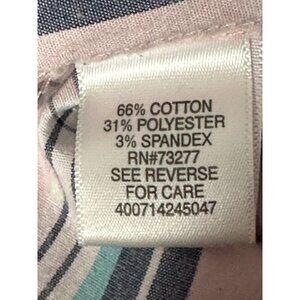 66% COTTON
31% POLYESTER
3% SPANDEX
RN#73277
SEE REVERSE
FOR CARE
400714245047